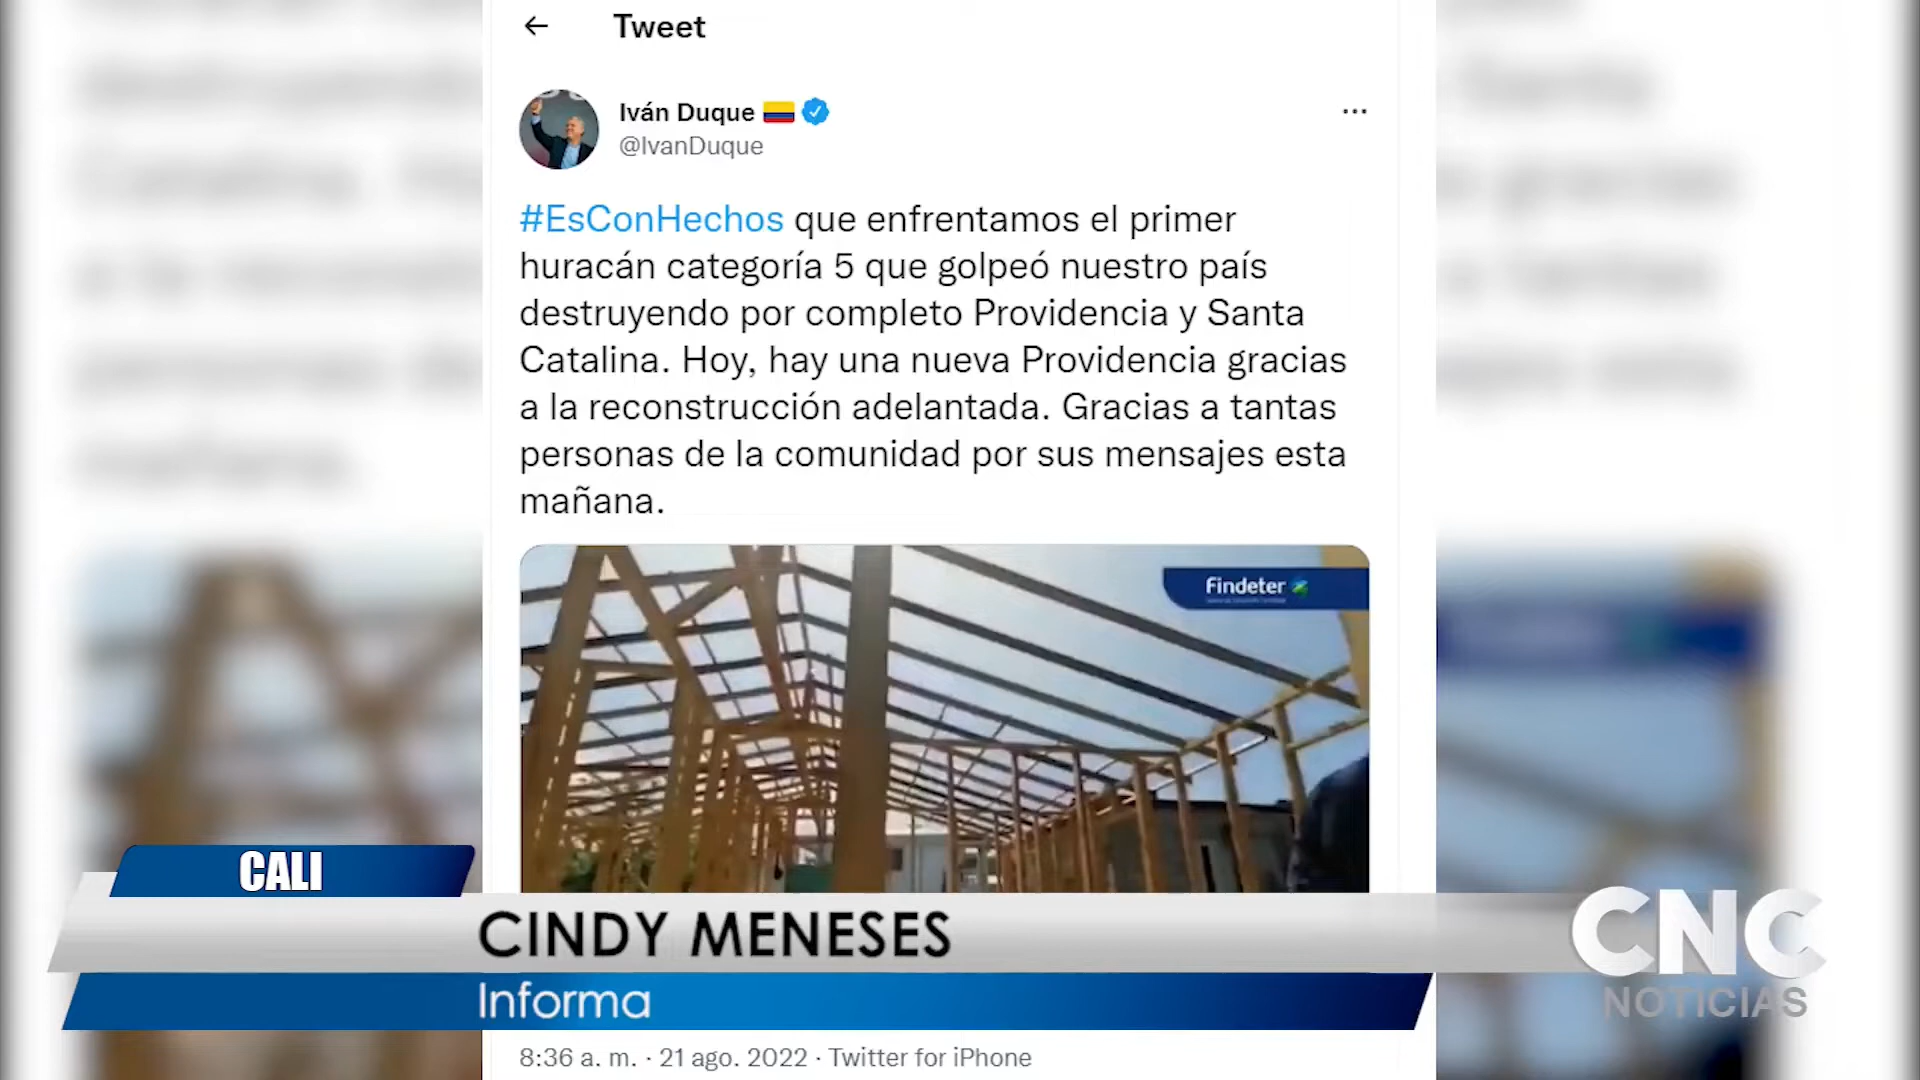 Tweet
Iván Duque
@IvanDuque
#EsConHechos que enfrentamos el primer
huracán categoría 5 que golpeó nuestro país
destruyendo por completo Providencia y Santa
Catalina. Hoy, hay una nueva Providencia gracias
a la reconstrucción adelantada. Gracias a tantas
personas de la comunidad por sus mensajes esta
mañana.
Findeter
CALI
CINDY MENESES
Informa
CNC
NOTICIAS
8:36 a. m. · 21 ago. 2022 · Twitter for iPhone